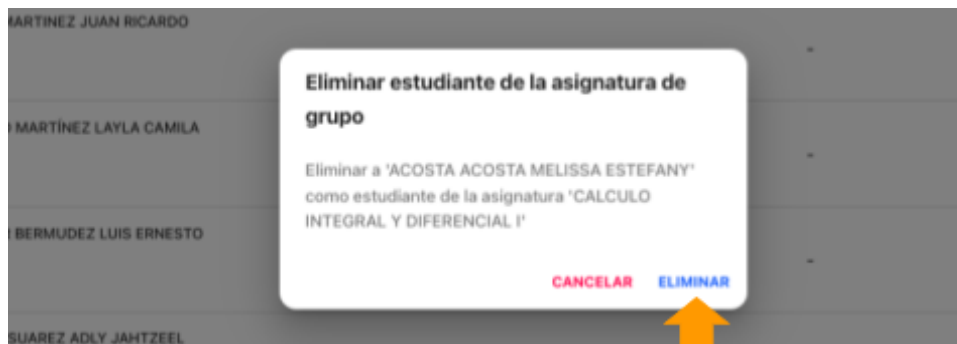 MARTINEZ JUAN RICARDO
-
Eliminar estudiante de la asignatura de
grupo
MARTÍNEZ LAYLA CAMILA
-
Eliminar a 'ACOSTA ACOSTA MELISSA ESTEFANY'
como estudiante de la asignatura 'CALCULO
INTEGRAL Y DIFERENCIAL I'
BERMUDEZ LUIS ERNESTO
-
CANCELAR ELIMINAR
SUAREZ ADLY JAHTZEEL